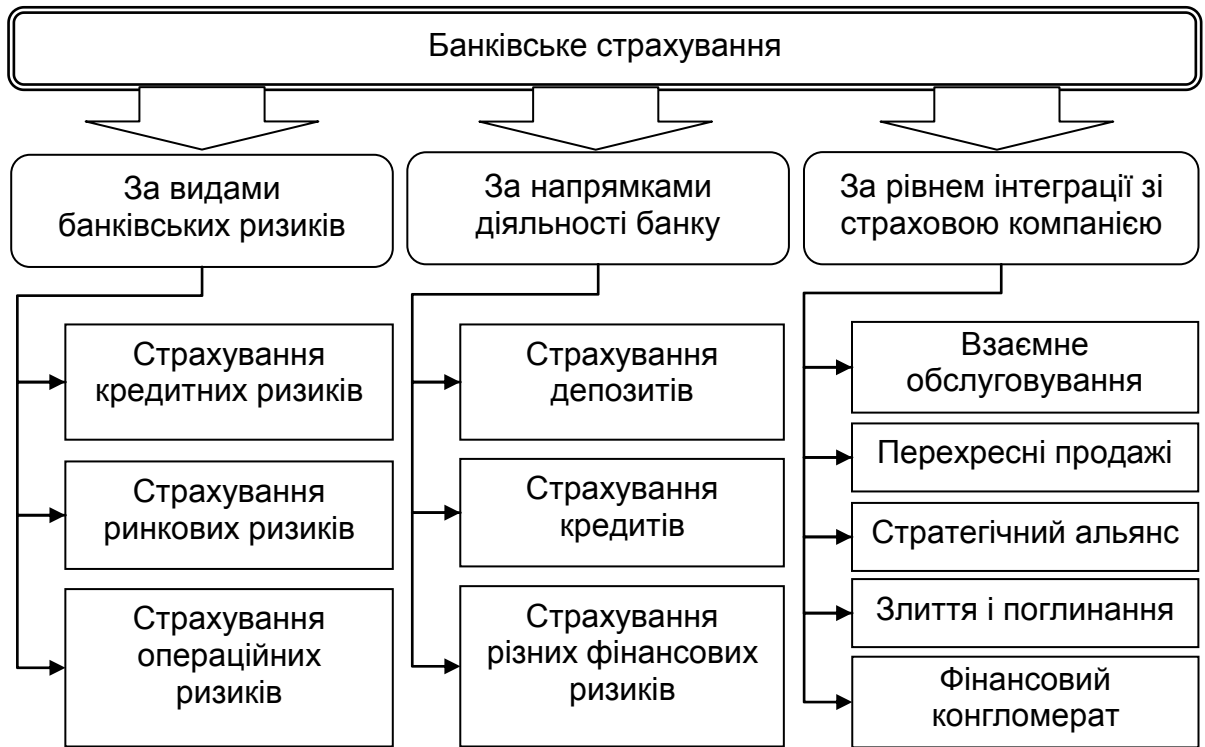 Банківське страхування
За видами
банківських ризиків
Страхування
кредитних ризиків
Страхування
ринкових ризиків
Страхування
операційних
ризиків
За напрямками
діяльності банку
Страхування
депозитів
Страхування
кредитів
Страхування
різних фінансових
ризиків
За рівнем інтеграції зі
страховою компанією
Взаємне
обслуговування
Перехресні продажі
Стратегічний альянс
Злиття і поглинання
Фінансовий
конгломерат